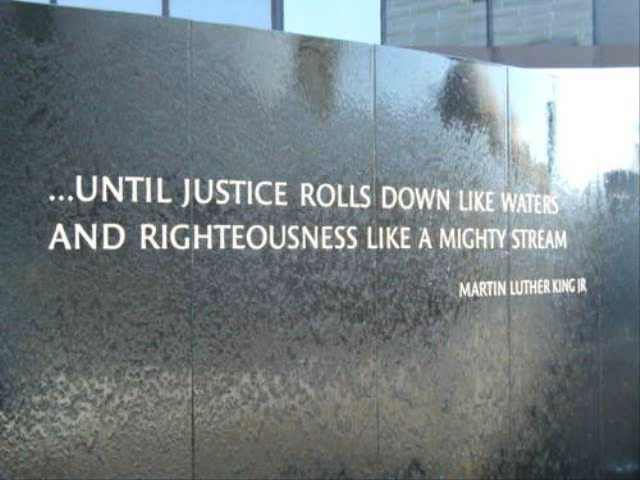 ...UNTIL JUSTICE ROLLS DOWN LIKE WATERS
AND RIGHTEOUSNESS LIKE A MIGHTY STREAM
MARTIN LUTHER KING JR